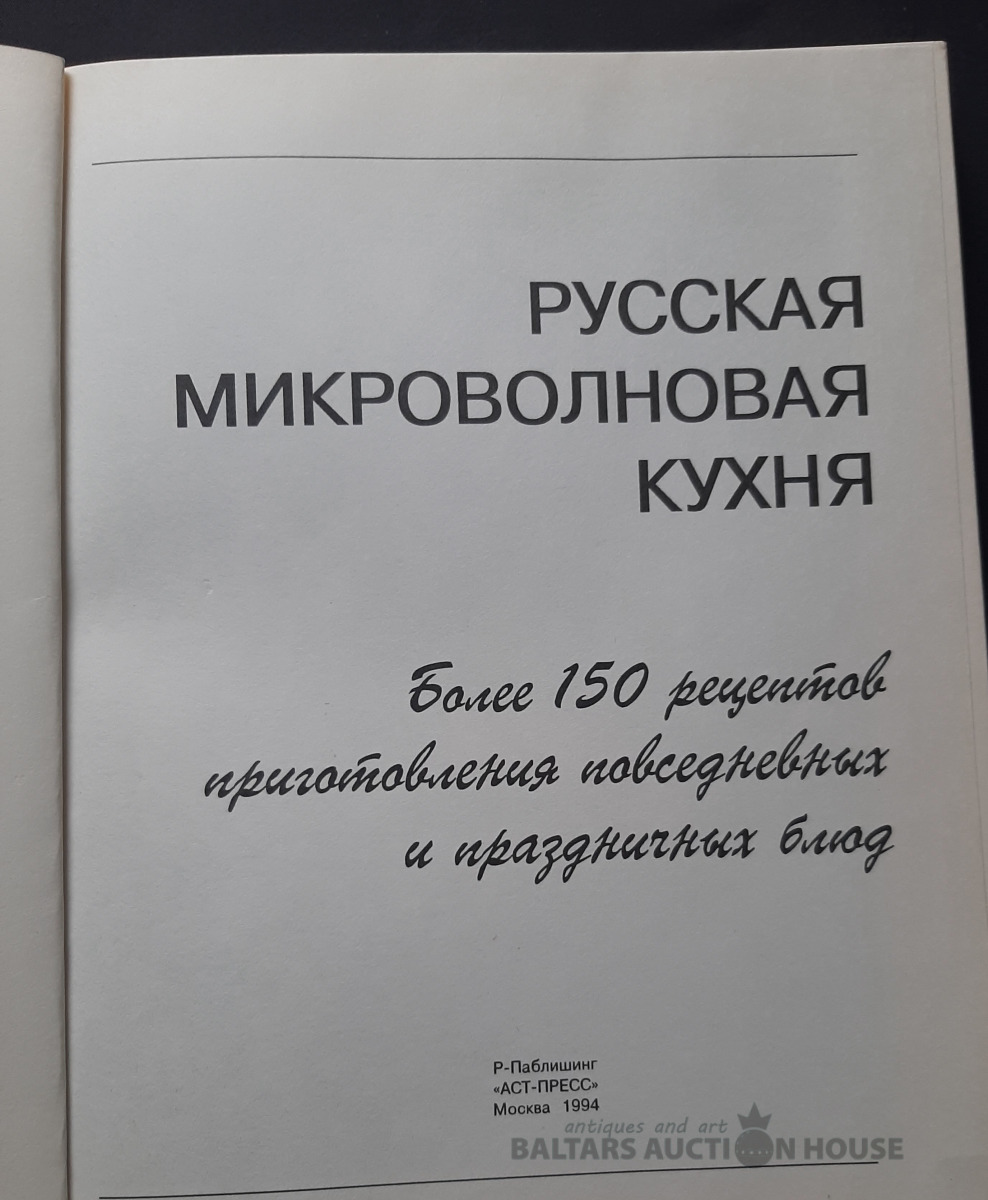 РУССКАЯ
МИКРОВОЛНОВАЯ
КУХНЯ
Более 150 рецептов
приготовления повседневных
и праздничных блюд
Р-Паблишинг
«АСТ-ПРЕСС»
Москва 1994
antiques and art
BALTARS AUCTION HOUSE